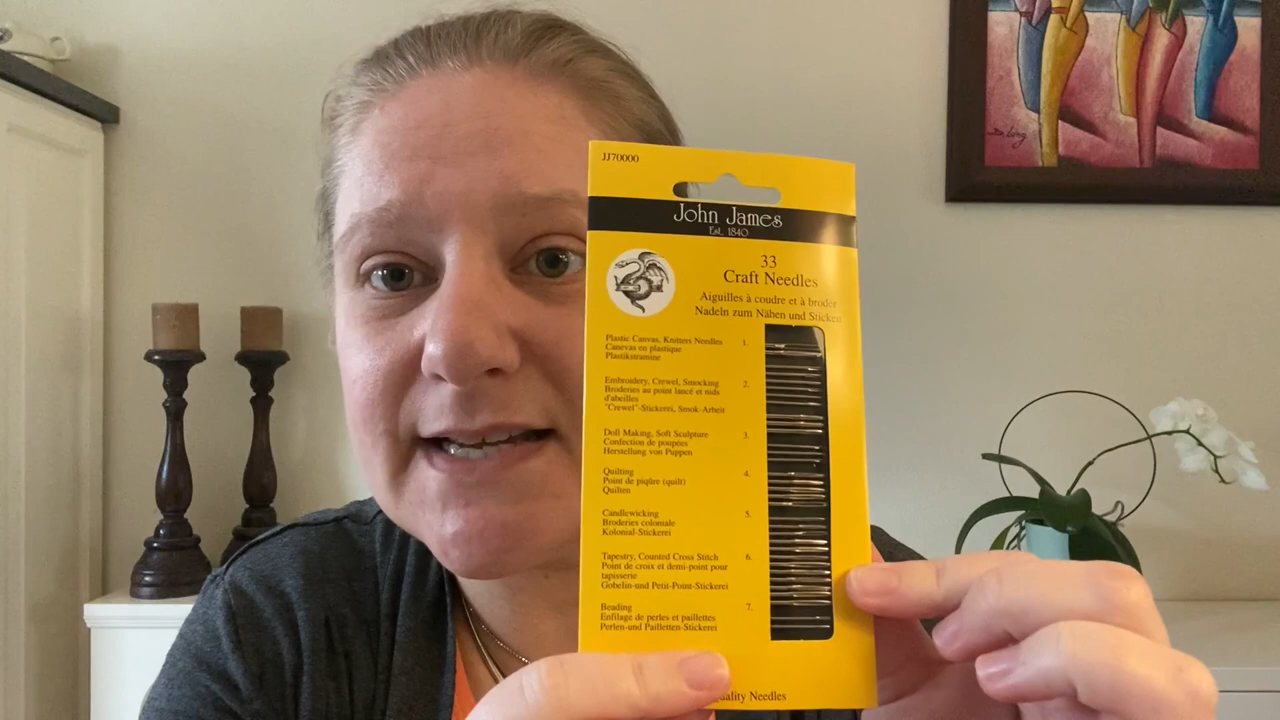 JJ70000
John James
Est. 1840
33
Craft Needles
Aiguilles à coudre et à broder
Nadeln zum Nähen und Sticken
Plastic Canvas, Knitters Needles 1.
Canevas en plastique
Plastikstramine
Embroidery, Crewel, Smocking 2.
Broderies au point lancé et nids
d'abeilles
"Crewel"-Stickerei, Smok-Arbeit
Doll Making, Soft Sculpture 3.
Confection de poupées
Herstellung von Puppen
Quilting 4.
Point de piqûre (quilt)
Quilten
Candlewicking 5.
Broderies coloniale
Kolonial-Stickerei
Tapestry, Counted Cross Stitch 6.
Point de croix et demi-point pour
tapisserie
Gobelin-und Petit-Point-Stickerei
Beading 7.
Enfilage de perles et paillettes
Perlen-und Pailletten-Stickerei
Needles